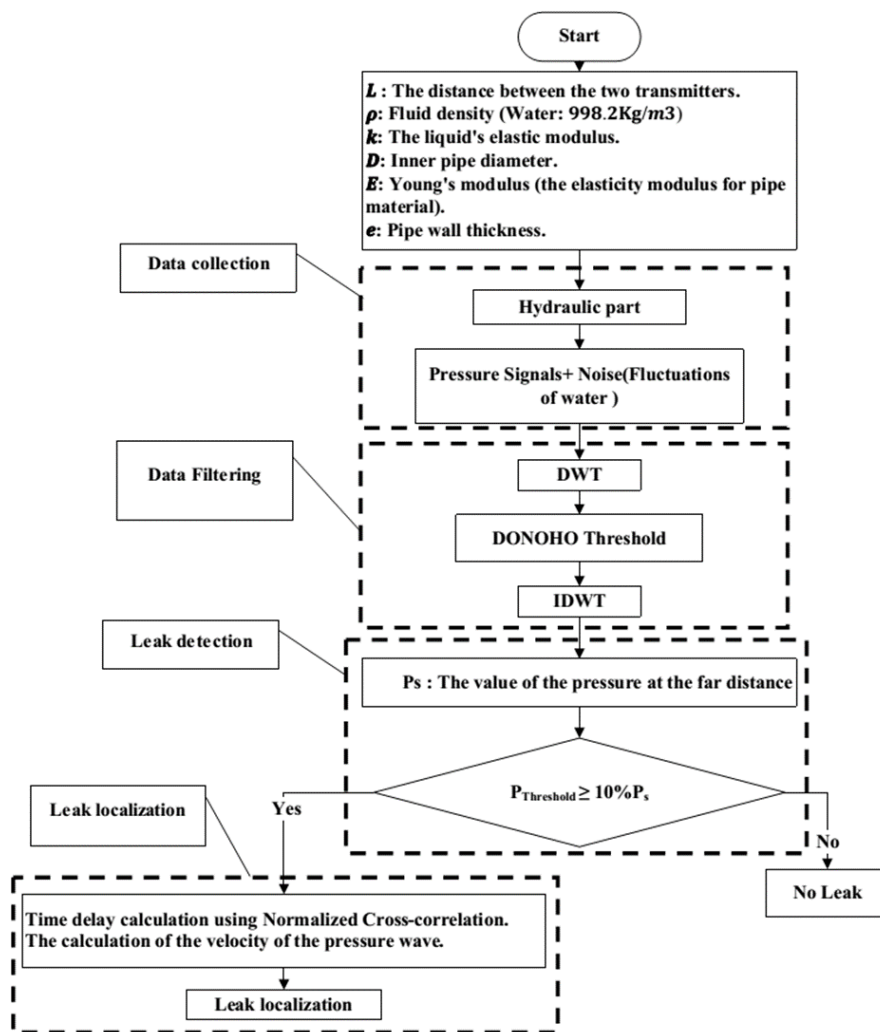 Start
L : The distance between the two transmitters.
ρ: Fluid density (Water: 998.2Kg/m3)
k: The liquid's elastic modulus.
D: Inner pipe diameter.
E: Young's modulus (the elasticity modulus for pipe
material).
e: Pipe wall thickness.
Data collection
Hydraulic part
Pressure Signals+ Noise(Fluctuations
of water )
Data Filtering
DWT
DONOHO Threshold
IDWT
Leak detection
Ps : The value of the pressure at the far distance
P_Threshold ≥ 10%P_s
Leak localization
Yes
No
No Leak
Time delay calculation using Normalized Cross-correlation.
The calculation of the velocity of the pressure wave.
Leak localization